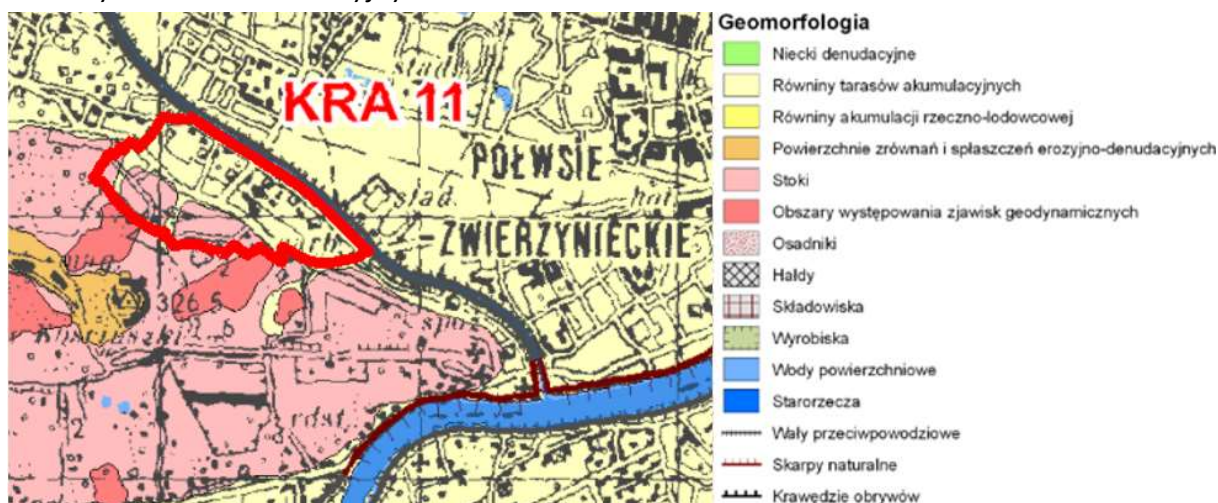 KRA 11
PÓŁWSIE
ZWIERZYNIECKIE
326,5
Geomorfologia
Niecki denudacyjne
Równiny tarasów akumulacyjnych
Równiny akumulacji rzeczno-lodowcowej
Powierzchnie zrównań i spłaszczeń erozyjno-denudacyjnych
Stoki
Obszary występowania zjawisk geodynamicznych
Osadniki
Hałdy
Składowiska
Wyrobiska
Wody powierzchniowe
Starorzecza
Wały przeciwpowodziowe
Skarpy naturalne
Krawędzie obrywów